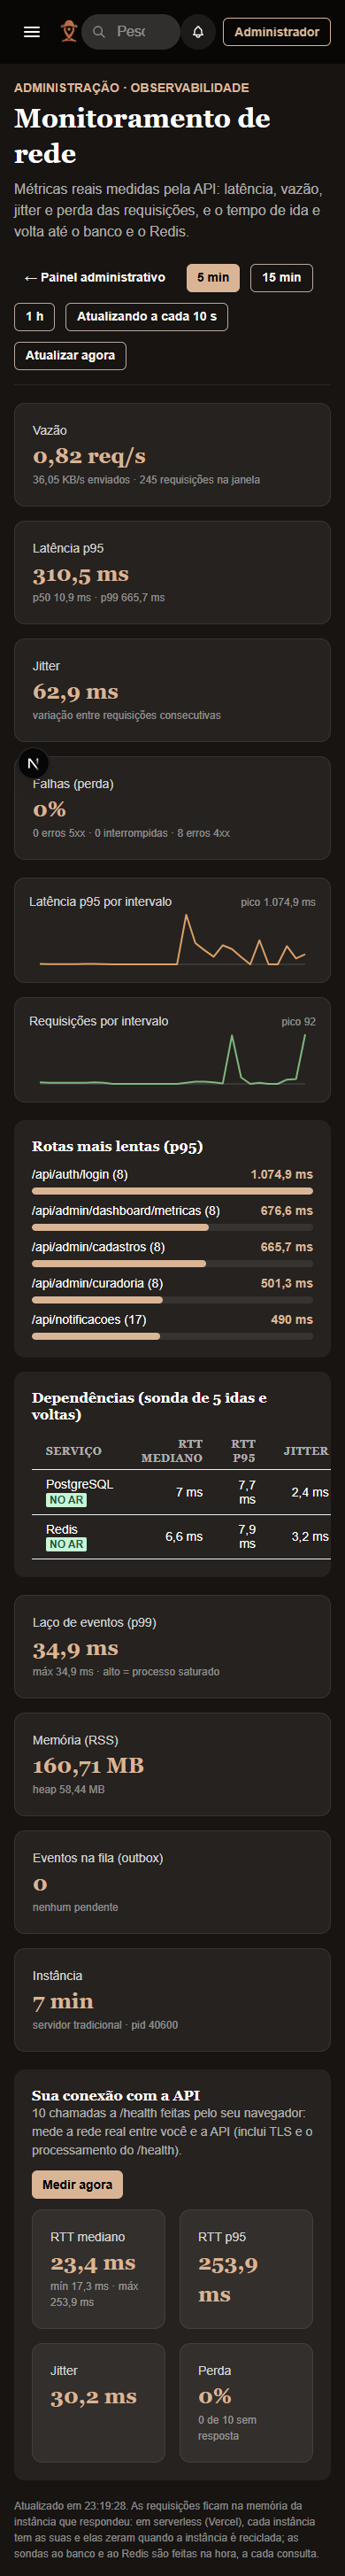 Pesc
Administrador
ADMINISTRAÇÃO · OBSERVABILIDADE
Monitoramento de
rede
Métricas reais medidas pela API: latência, vazão,
jitter e perda das requisições, e o tempo de ida e
volta até o banco e o Redis.
← Painel administrativo
5 min
15 min
1 h
Atualizando a cada 10 s
Atualizar agora
Vazão
0,82 req/s
36,05 KB/s enviados · 245 requisições na janela
Latência p95
310,5 ms
p50 10,9 ms · p99 665,7 ms
Jitter
62,9 ms
variação entre requisições consecutivas
N
Falhas (perda)
0%
0 erros 5xx · 0 interrompidas · 8 erros 4xx
Latência p95 por intervalo
pico 1.074,9 ms
Requisições por intervalo
pico 92
Rotas mais lentas (p95)
/api/auth/login (8) 1.074,9 ms
/api/admin/dashboard/metricas (8) 676,6 ms
/api/admin/cadastros (8) 665,7 ms
/api/admin/curadoria (8) 501,3 ms
/api/notificacoes (17) 490 ms
Dependências (sonda de 5 idas e
voltas)
SERVIÇO RTT MEDIANO RTT P95 JITTER
PostgreSQL NO AR 7 ms 7,7 ms 2,4 ms
Redis NO AR 6,6 ms 7,9 ms 3,2 ms
Laço de eventos (p99)
34,9 ms
máx 34,9 ms · alto = processo saturado
Memória (RSS)
160,71 MB
heap 58,44 MB
Eventos na fila (outbox)
0
nenhum pendente
Instância
7 min
servidor tradicional · pid 40600
Sua conexão com a API
10 chamadas a /health feitas pelo seu navegador:
mede a rede real entre você e a API (inclui TLS e o
processamento do /health).
Medir agora
RTT mediano
23,4 ms
mín 17,3 ms · máx
253,9 ms
RTT p95
253,9
ms
Jitter
30,2 ms
Perda
0%
0 de 10 sem
resposta
Atualizado em 23:19:28. As requisições ficam na memória da
instância que respondeu: em serverless (Vercel), cada instância
tem as suas e elas zeram quando a instância é reciclada; as
sondas ao banco e ao Redis são feitas na hora, a cada consulta.